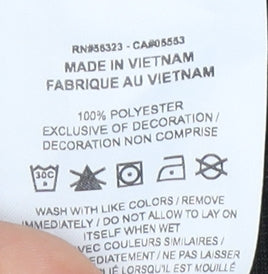 RN#56323 - CA#05553
MADE IN VIETNAM
FABRIQUE AU VIETNAM
100% POLYESTER
EXCLUSIVE OF DECORATION /
DECORATION NON COMPRISE
30C
WASH WITH LIKE COLORS / REMOVE
IMMEDIATELY / DO NOT ALLOW TO LAY ON
ITSELF WHEN WET
AVEC COULEURS SIMILAIRES /
NE PAS LAISSER
LORSQU'IL EST MOUILLÉ